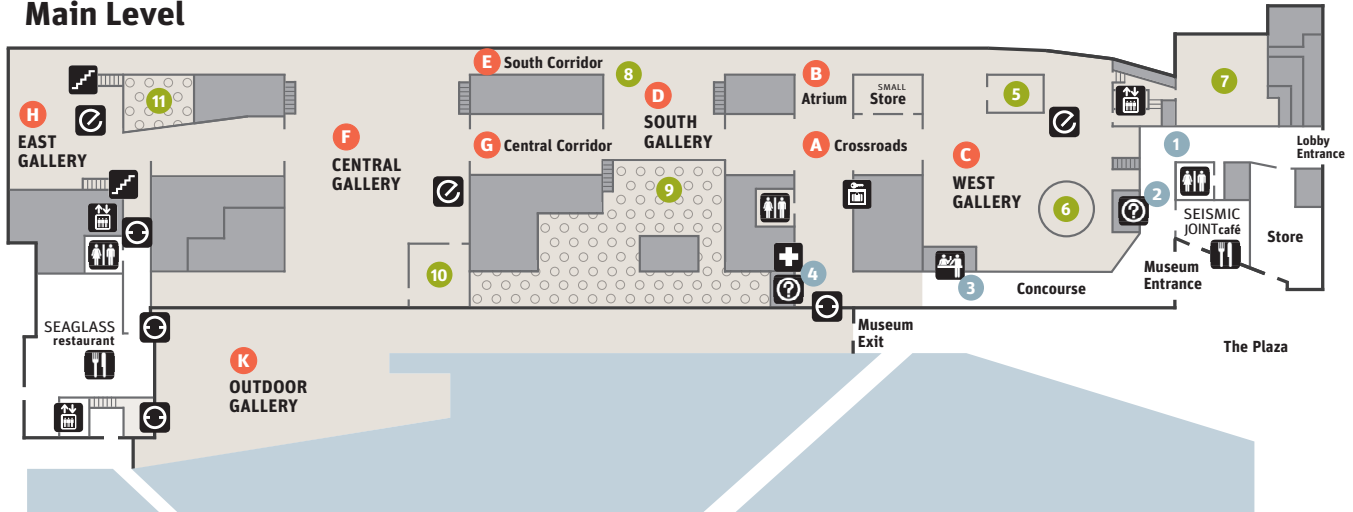 Main Level
E South Corridor
8
B
Atrium
SMALL
Store
5
7
11
D
SOUTH
GALLERY
H
EAST
GALLERY
F
CENTRAL
GALLERY
G Central Corridor
A Crossroads
C
WEST
GALLERY
1
Lobby
Entrance
9
6
2
?
SEISMIC
JOINTcafé
Store
10
4
?
3
Concourse
Museum
Entrance
SEAGLASS
restaurant
Museum
Exit
The Plaza
K
OUTDOOR
GALLERY